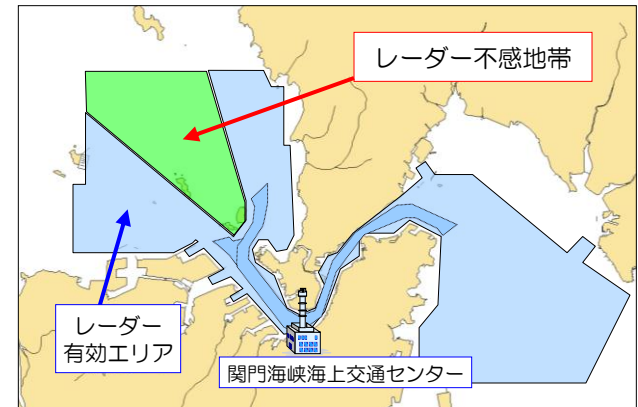 レーダー不感地帯
レーダー
有効エリア
関門海峡海上交通センター